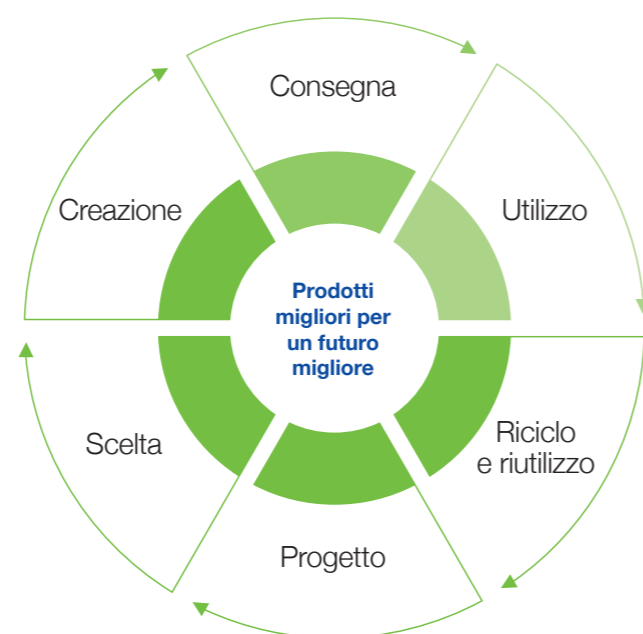 Consegna
Creazione
Utilizzo
Prodotti
migliori per
un futuro
migliore
Scelta
Riciclo
e riutilizzo
Progetto